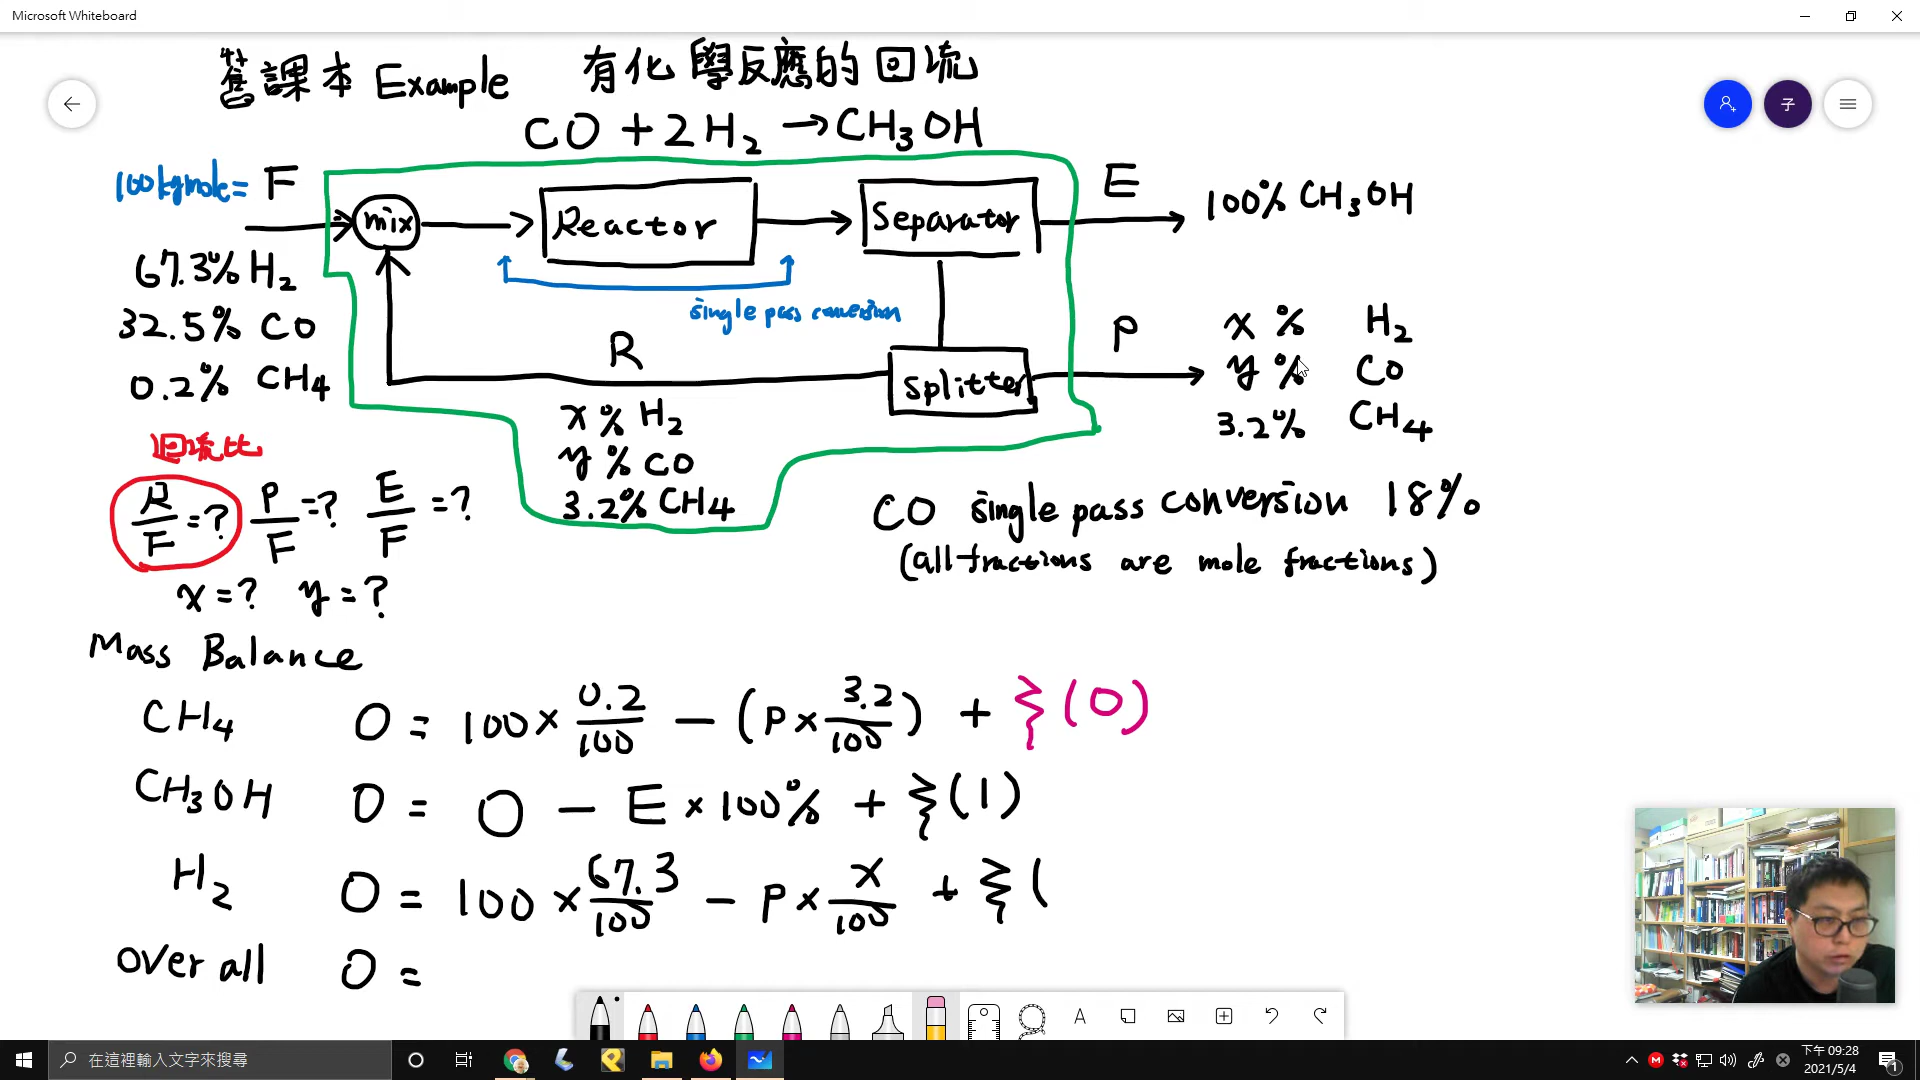 Microsoft Whiteboard
舊課本 Example 有化學反應的回流
CO + 2H₂ → CH₃OH
100 kgmole = F
mix
Reactor
Separator
E
100% CH₃OH
子
67.3% H₂
32.5% CO
0.2% CH₄
single pass conversion
R
splitter
P
x % H₂
y % CO
3.2% CH₄
x % H₂
y % CO
3.2% CH₄
回流比
R/F = ? P/F = ? E/F = ?
x = ? y = ?
CO single pass conversion 18%
(all fractions are mole fractions)
Mass Balance
CH₄ 0 = 100 × 0.2/100 − (P × 3.2/100) + ξ(0)
CH₃OH 0 = 0 − E × 100% + ξ(1)
H₂ 0 = 100 × 67.3/100 − P × x/100 + ξ(
overall 0 =
在這裡輸入文字來搜尋
下午 09:28
2021/5/4
1